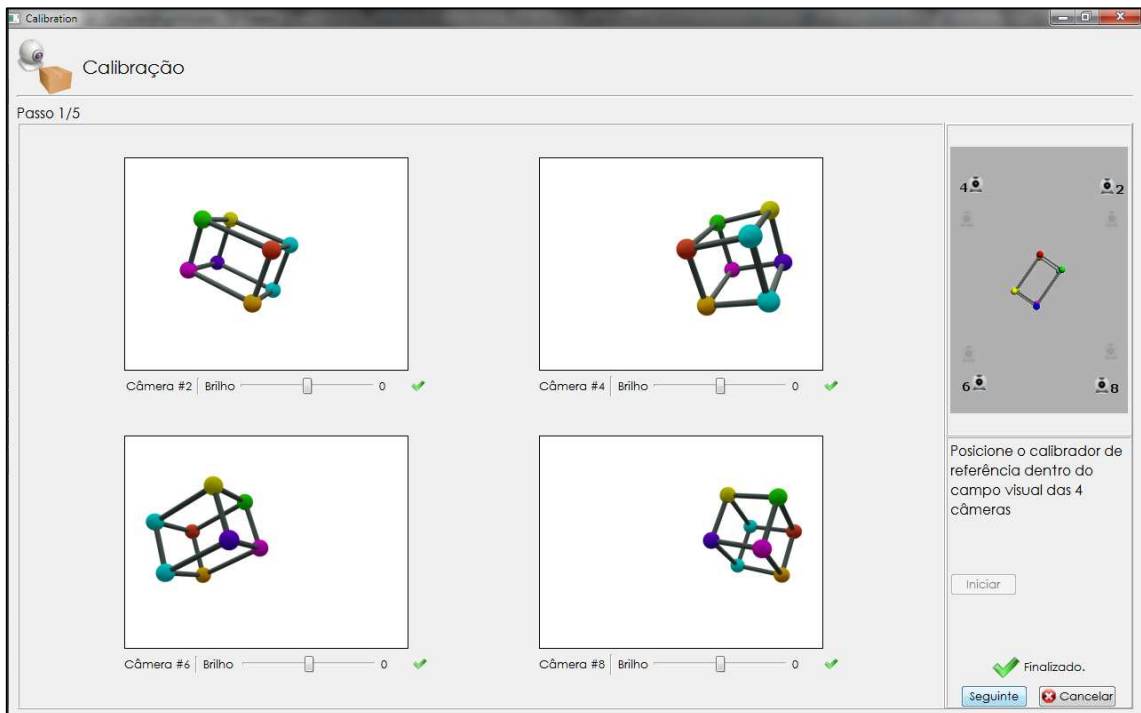 Calibration
Calibração
Passo 1/5
Câmera #2 Brilho 0
Câmera #4 Brilho 0
Câmera #6 Brilho 0
Câmera #8 Brilho 0
4 2
6 8
Posicione o calibrador de
referência dentro do
campo visual das 4
câmeras
Iniciar
Finalizado.
Seguinte Cancelar